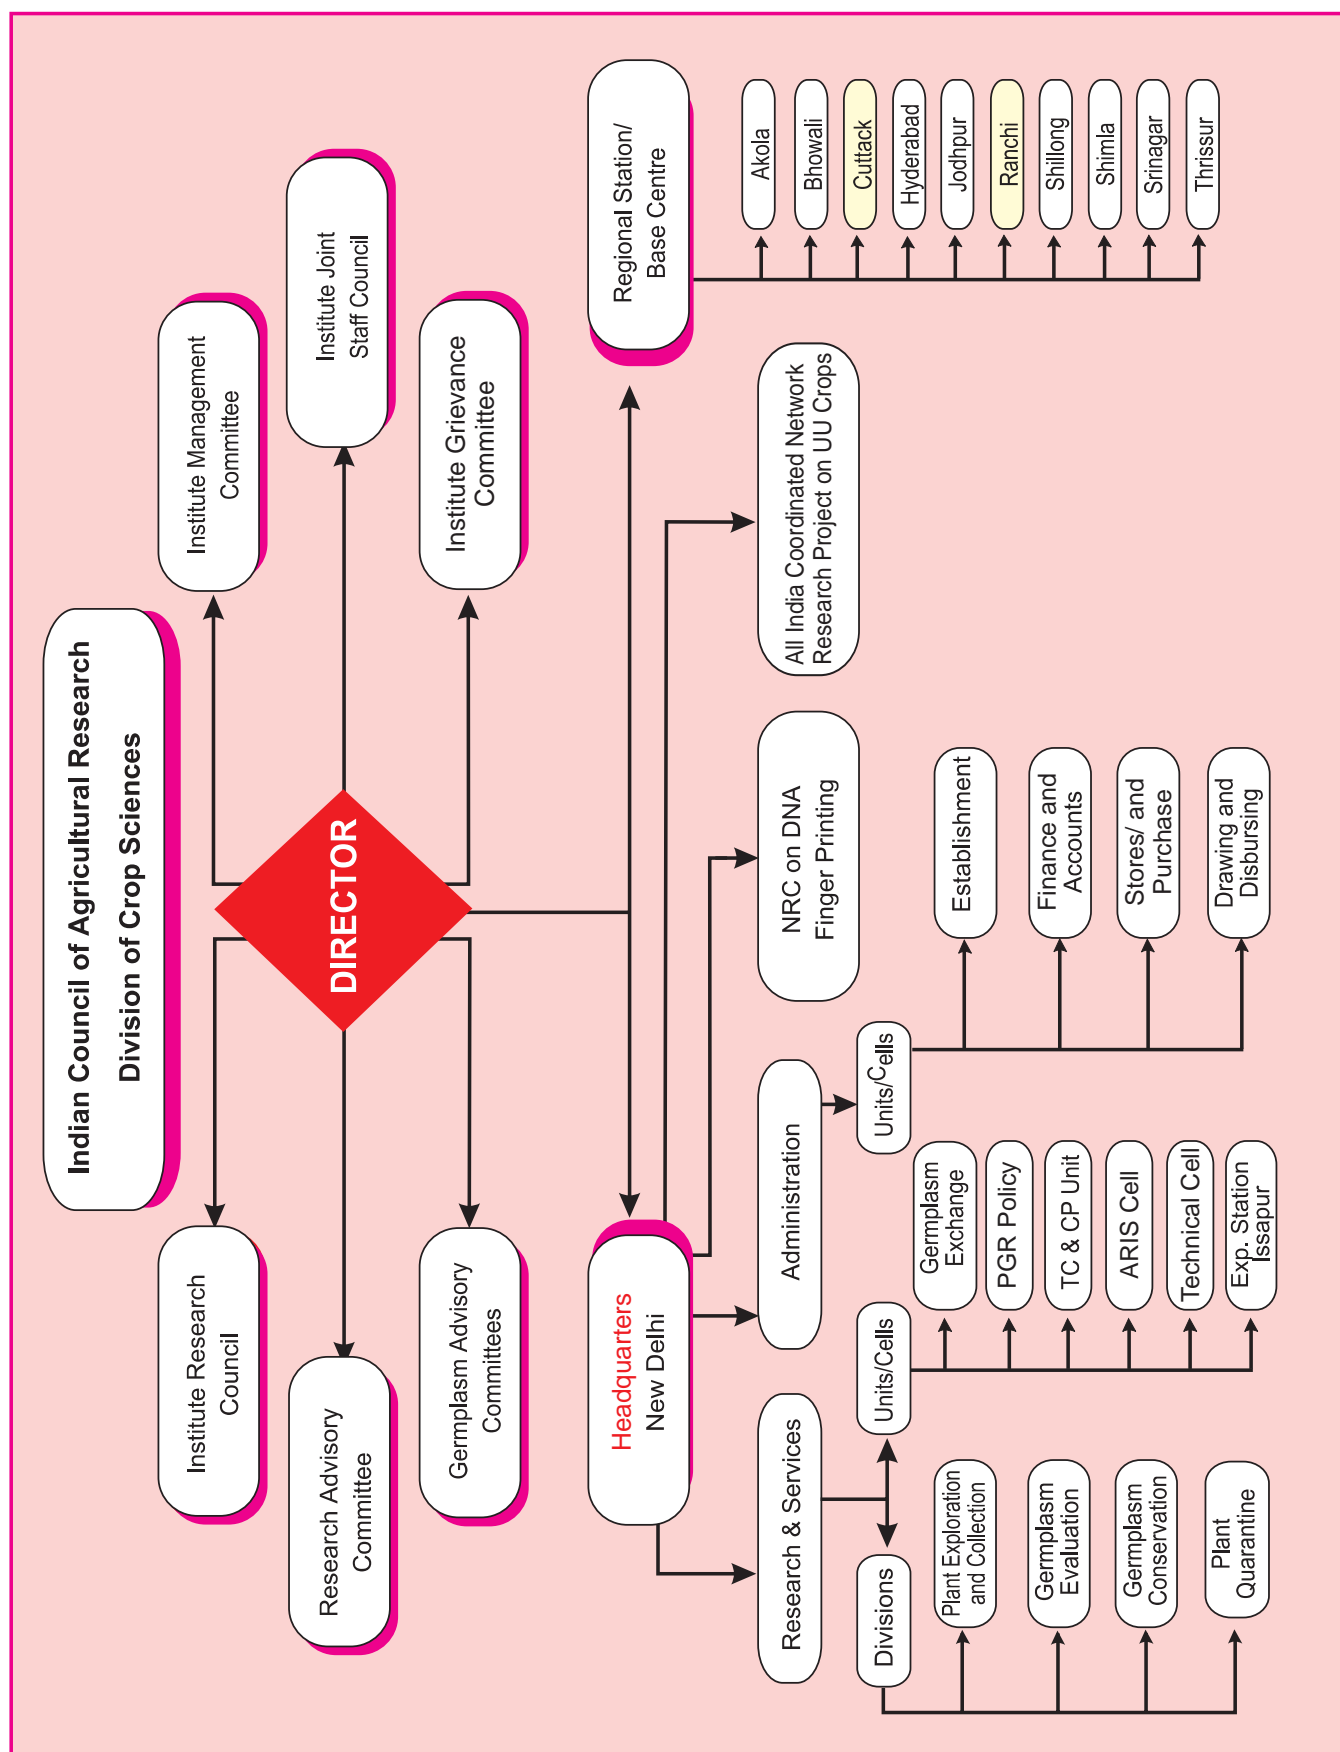 Indian Council of Agricultural Research
Division of Crop Sciences
DIRECTOR
Institute Research
Council
Institute Management
Committee
Research Advisory
Committee
Institute Joint
Staff Council
Germplasm Advisory
Committees
Institute Grievance
Committee
Headquarters
New Delhi
Regional Station/
Base Centre
Research & Services
Administration
NRC on DNA
Finger Printing
All India Coordinated Network
Research Project on UU Crops
Divisions
Units/Cells
Units/Cells
Plant Exploration
and Collection
Germplasm
Evaluation
Germplasm
Conservation
Plant
Quarantine
Germplasm
Exchange
PGR Policy
TC & CP Unit
ARIS Cell
Technical Cell
Exp. Station
Issapur
Establishment
Finance and
Accounts
Stores/ and
Purchase
Drawing and
Disbursing
Akola
Bhowali
Cuttack
Hyderabad
Jodhpur
Ranchi
Shillong
Shimla
Srinagar
Thrissur